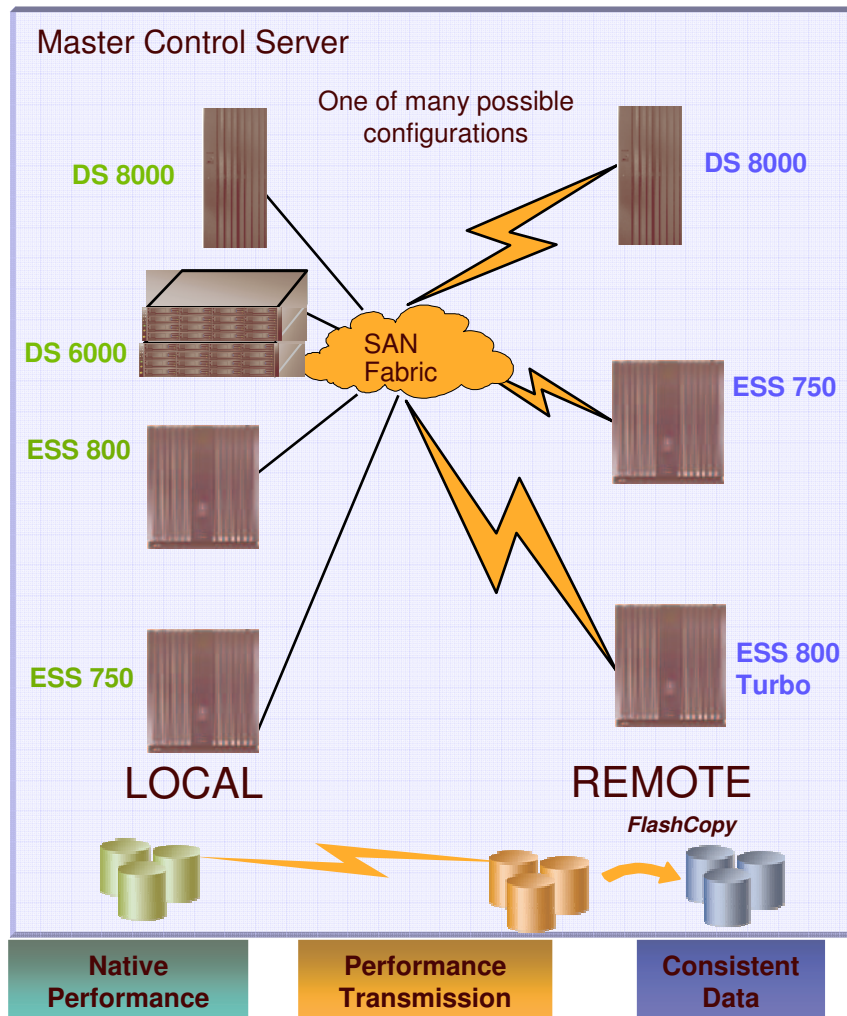 Master Control Server
One of many possible
configurations
DS 8000
DS 8000
DS 6000
SAN
Fabric
ESS 750
ESS 800
ESS 750
ESS 800
Turbo
LOCAL
REMOTE
FlashCopy
Native
Performance
Performance
Transmission
Consistent
Data